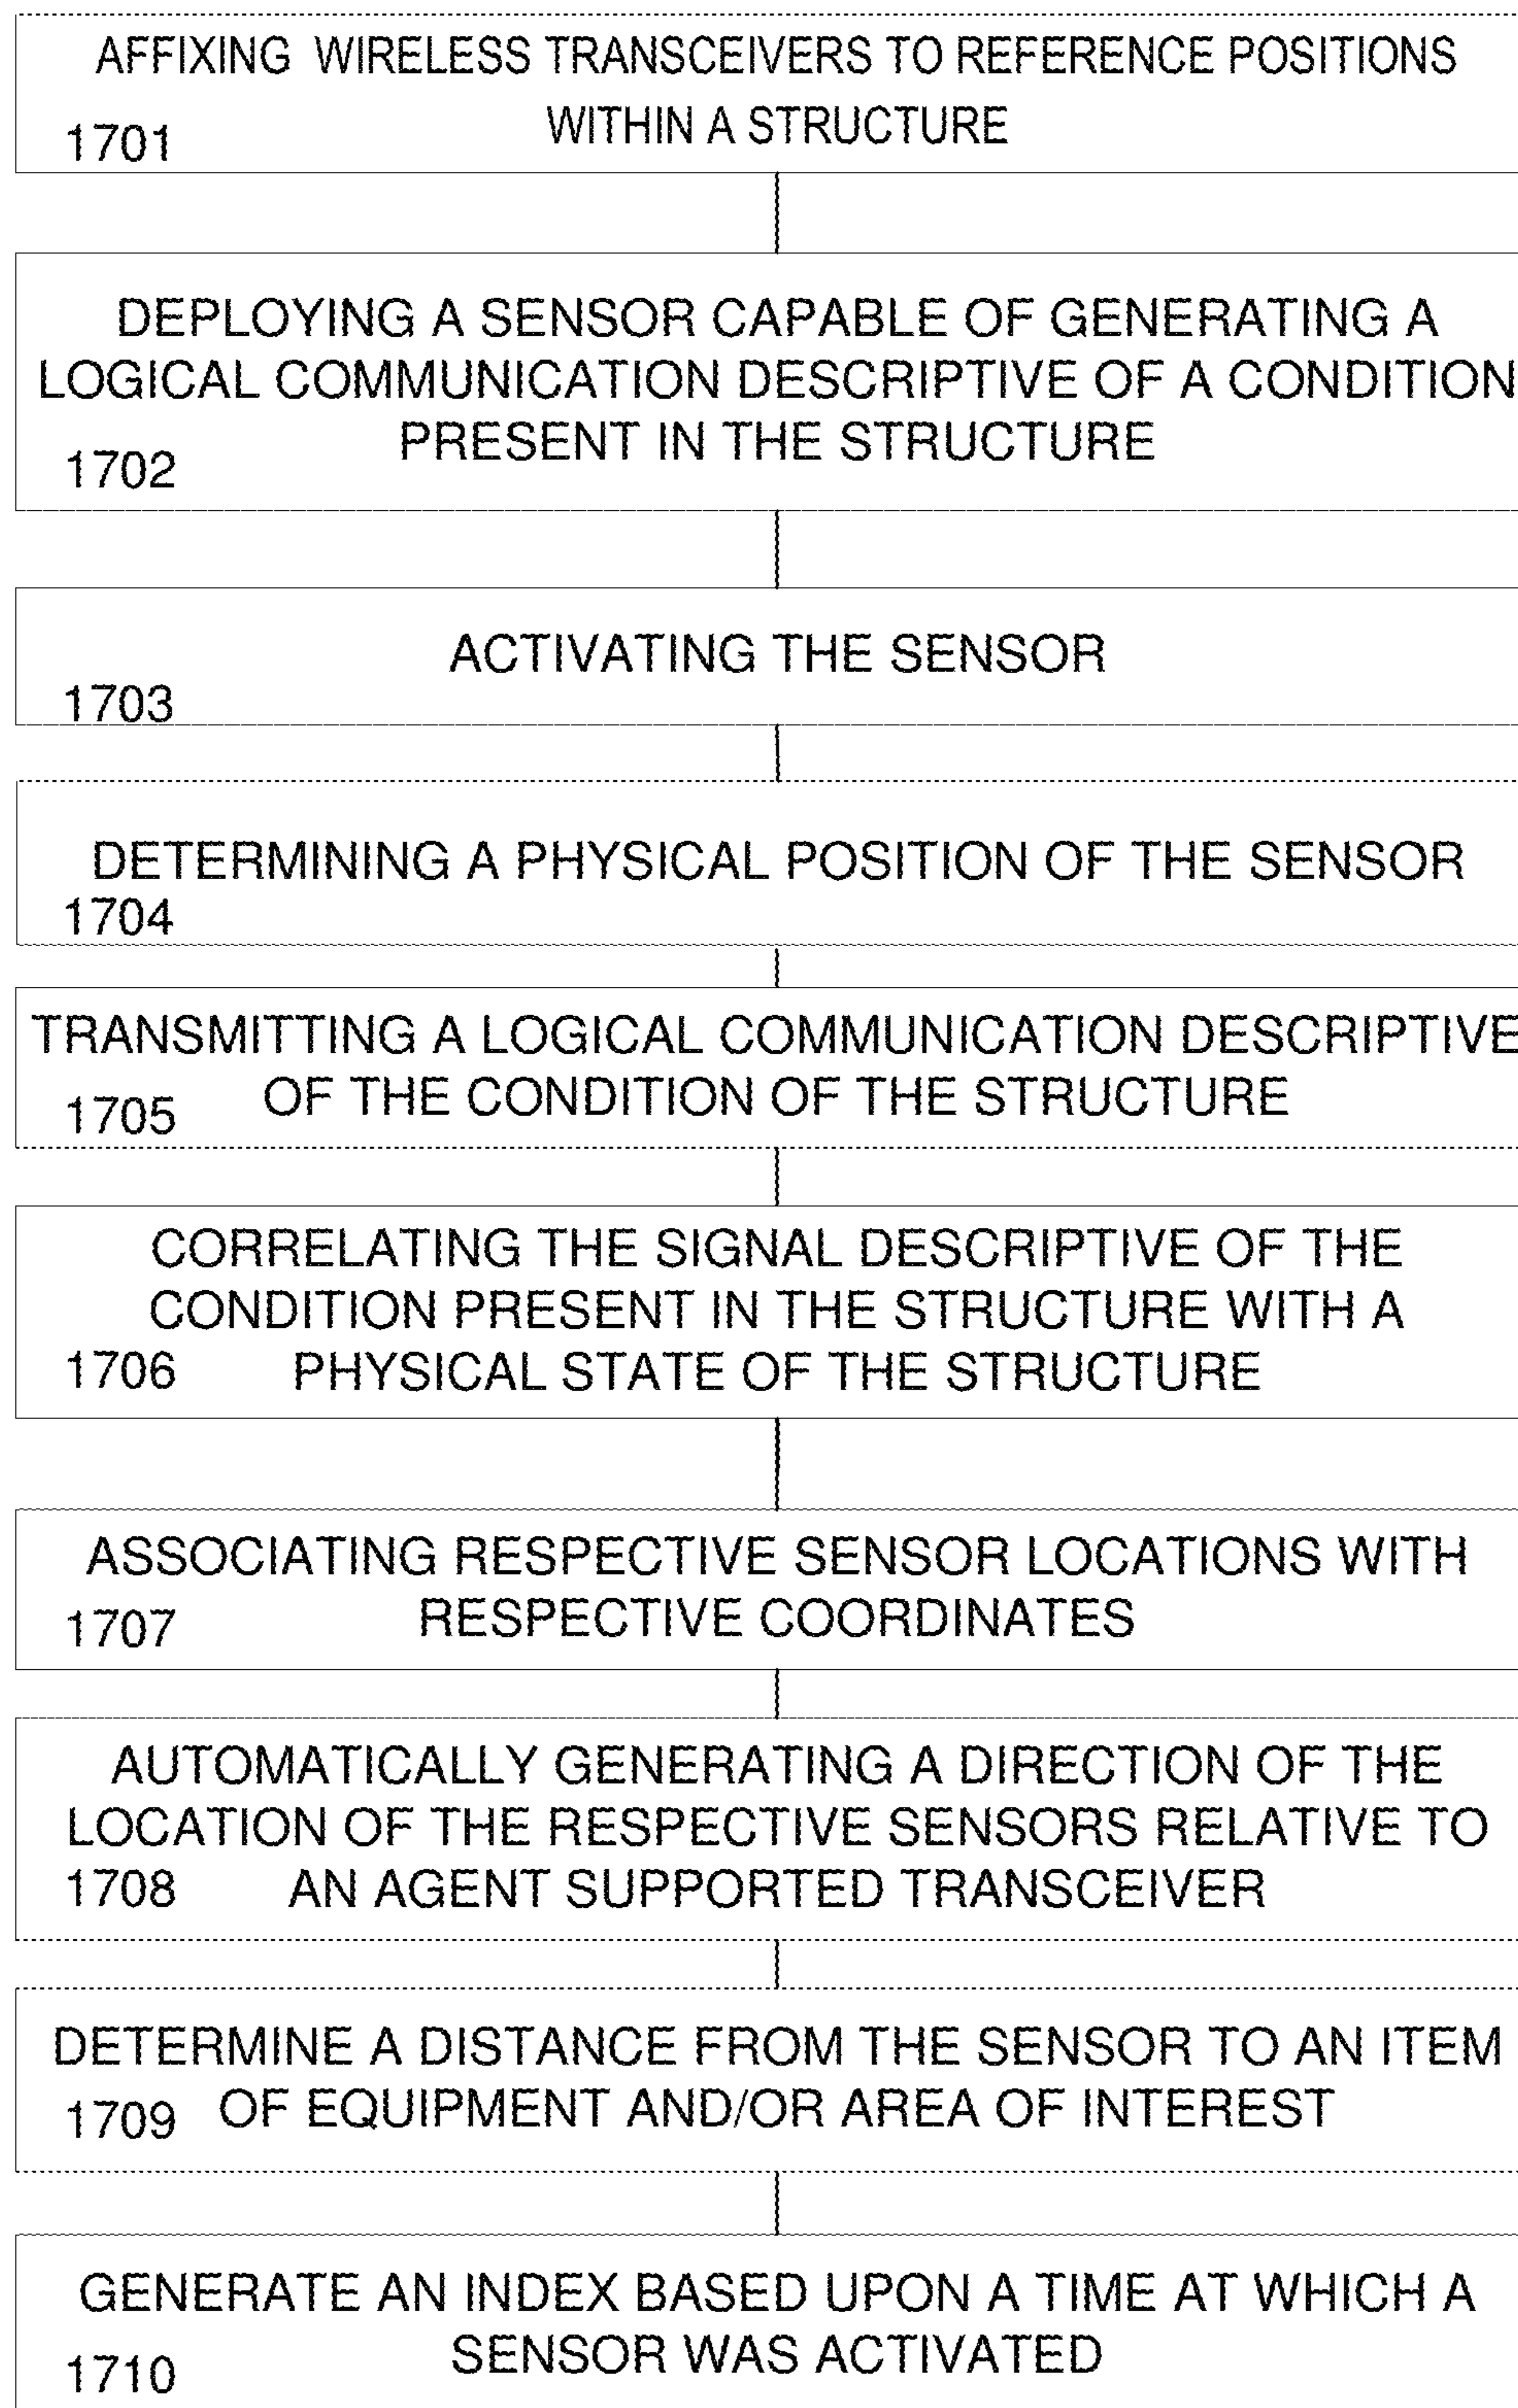 AFFIXING WIRELESS TRANSCEIVERS TO REFERENCE POSITIONS
WITHIN A STRUCTURE
1701
DEPLOYING A SENSOR CAPABLE OF GENERATING A
LOGICAL COMMUNICATION DESCRIPTIVE OF A CONDITION
PRESENT IN THE STRUCTURE
1702
ACTIVATING THE SENSOR
1703
DETERMINING A PHYSICAL POSITION OF THE SENSOR
1704
TRANSMITTING A LOGICAL COMMUNICATION DESCRIPTIVE
OF THE CONDITION OF THE STRUCTURE
1705
CORRELATING THE SIGNAL DESCRIPTIVE OF THE
CONDITION PRESENT IN THE STRUCTURE WITH A
PHYSICAL STATE OF THE STRUCTURE
1706
ASSOCIATING RESPECTIVE SENSOR LOCATIONS WITH
RESPECTIVE COORDINATES
1707
AUTOMATICALLY GENERATING A DIRECTION OF THE
LOCATION OF THE RESPECTIVE SENSORS RELATIVE TO
AN AGENT SUPPORTED TRANSCEIVER
1708
DETERMINE A DISTANCE FROM THE SENSOR TO AN ITEM
OF EQUIPMENT AND/OR AREA OF INTEREST
1709
GENERATE AN INDEX BASED UPON A TIME AT WHICH A
SENSOR WAS ACTIVATED
1710